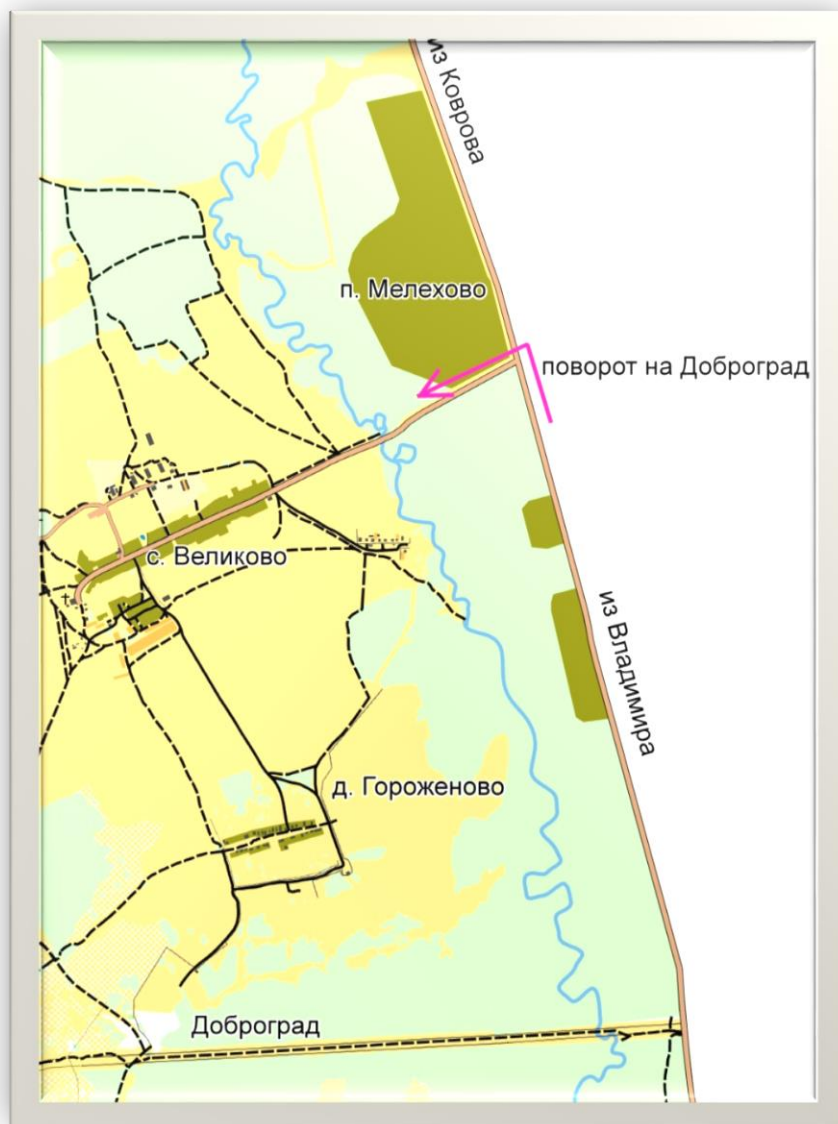 из Коврова
п. Мелехово
поворот на Доброград
с. Великово
из Владимира
д. Гороженово
Доброград